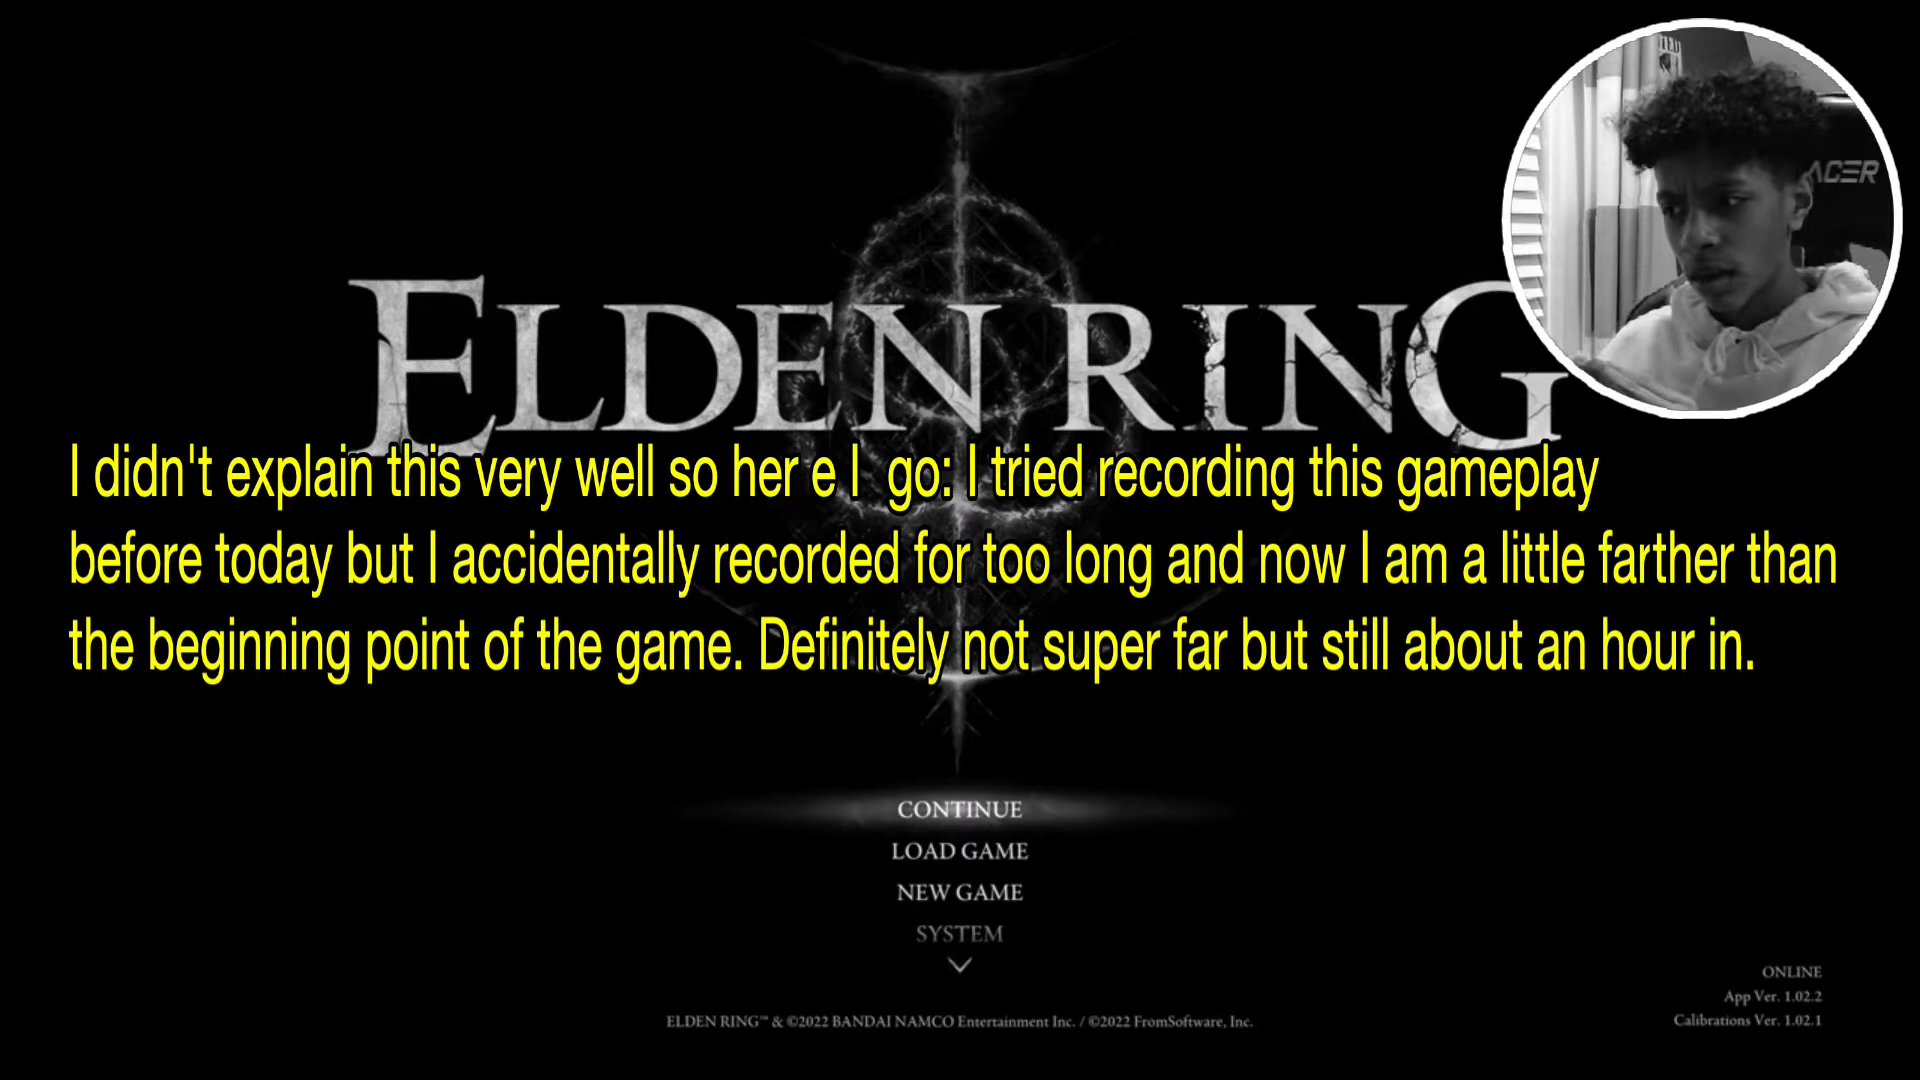 ACER
ELDEN RING
I didn't explain this very well so her e I  go: I tried recording this gameplay
before today but I accidentally recorded for too long and now I am a little farther than
the beginning point of the game. Definitely not super far but still about an hour in.
CONTINUE
LOAD GAME
NEW GAME
SYSTEM
ONLINE
App Ver. 1.02.2
Calibrations Ver. 1.02.1
ELDEN RING™ & ©2022 BANDAI NAMCO Entertainment Inc. / ©2022 FromSoftware, Inc.